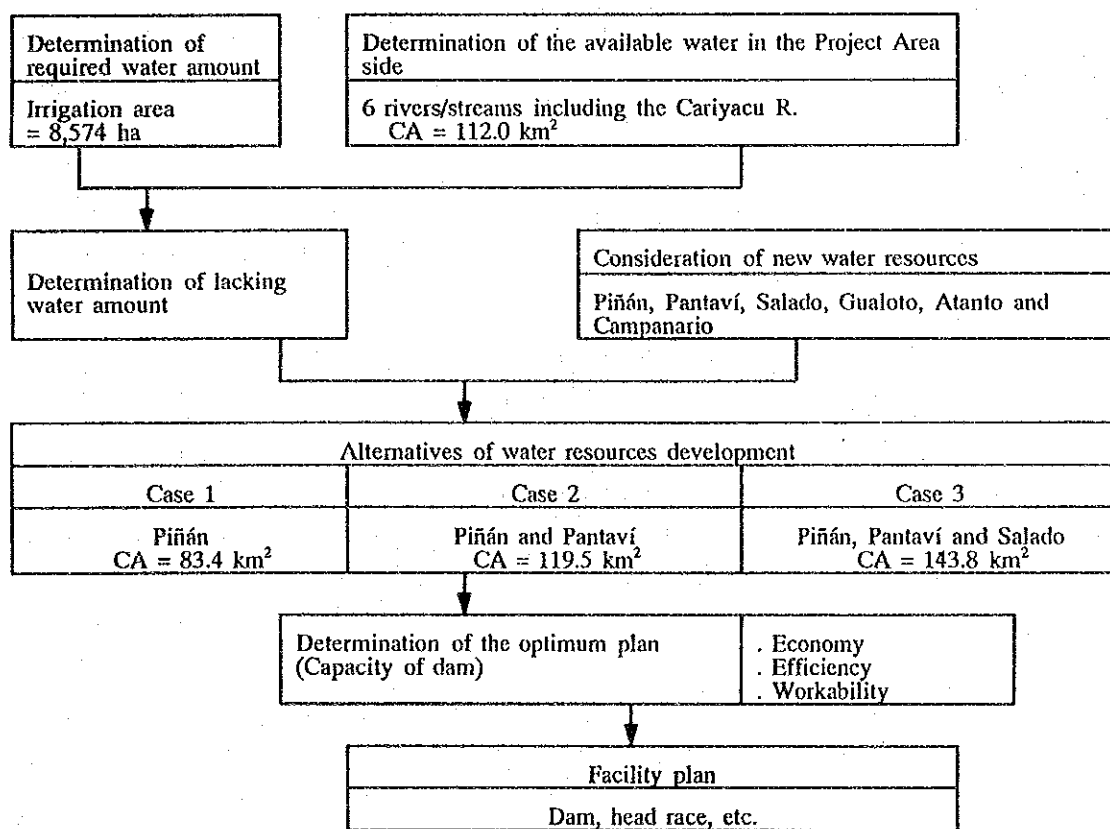 Determination of
required water amount
Irrigation area
= 8,574 ha
Determination of the available water in the Project Area
side
6 rivers/streams including the Cariyacu R.
CA = 112.0 km²
Determination of lacking
water amount
Consideration of new water resources
Piñán, Pantaví, Salado, Gualoto, Atanto and
Campanario
Alternatives of water resources development
Case 1
Case 2
Case 3
Piñán
CA = 83.4 km²
Piñán and Pantaví
CA = 119.5 km²
Piñán, Pantaví and Salado
CA = 143.8 km²
Determination of the optimum plan
(Capacity of dam)
. Economy
. Efficiency
. Workability
Facility plan
Dam, head race, etc.